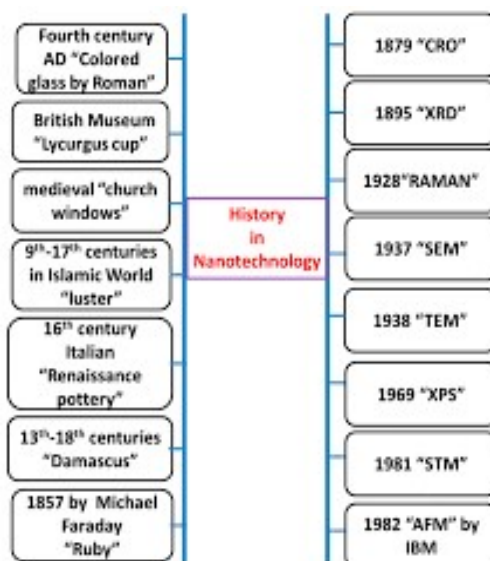 Fourth century
AD “Colored
glass by Roman”
British Museum
“Lycurgus cup”
medieval “church
windows”
9th-17th centuries
in Islamic World
“luster”
16th century
Italian
“Renaissance
pottery”
13th-18th centuries
“Damascus”
1857 by Michael
Faraday
“Ruby”
History
in
Nanotechnology
1879 “CRO”
1895 “XRD”
1928“RAMAN”
1937 “SEM”
1938 “TEM”
1969 “XPS”
1981 “STM”
1982 “AFM” by
IBM